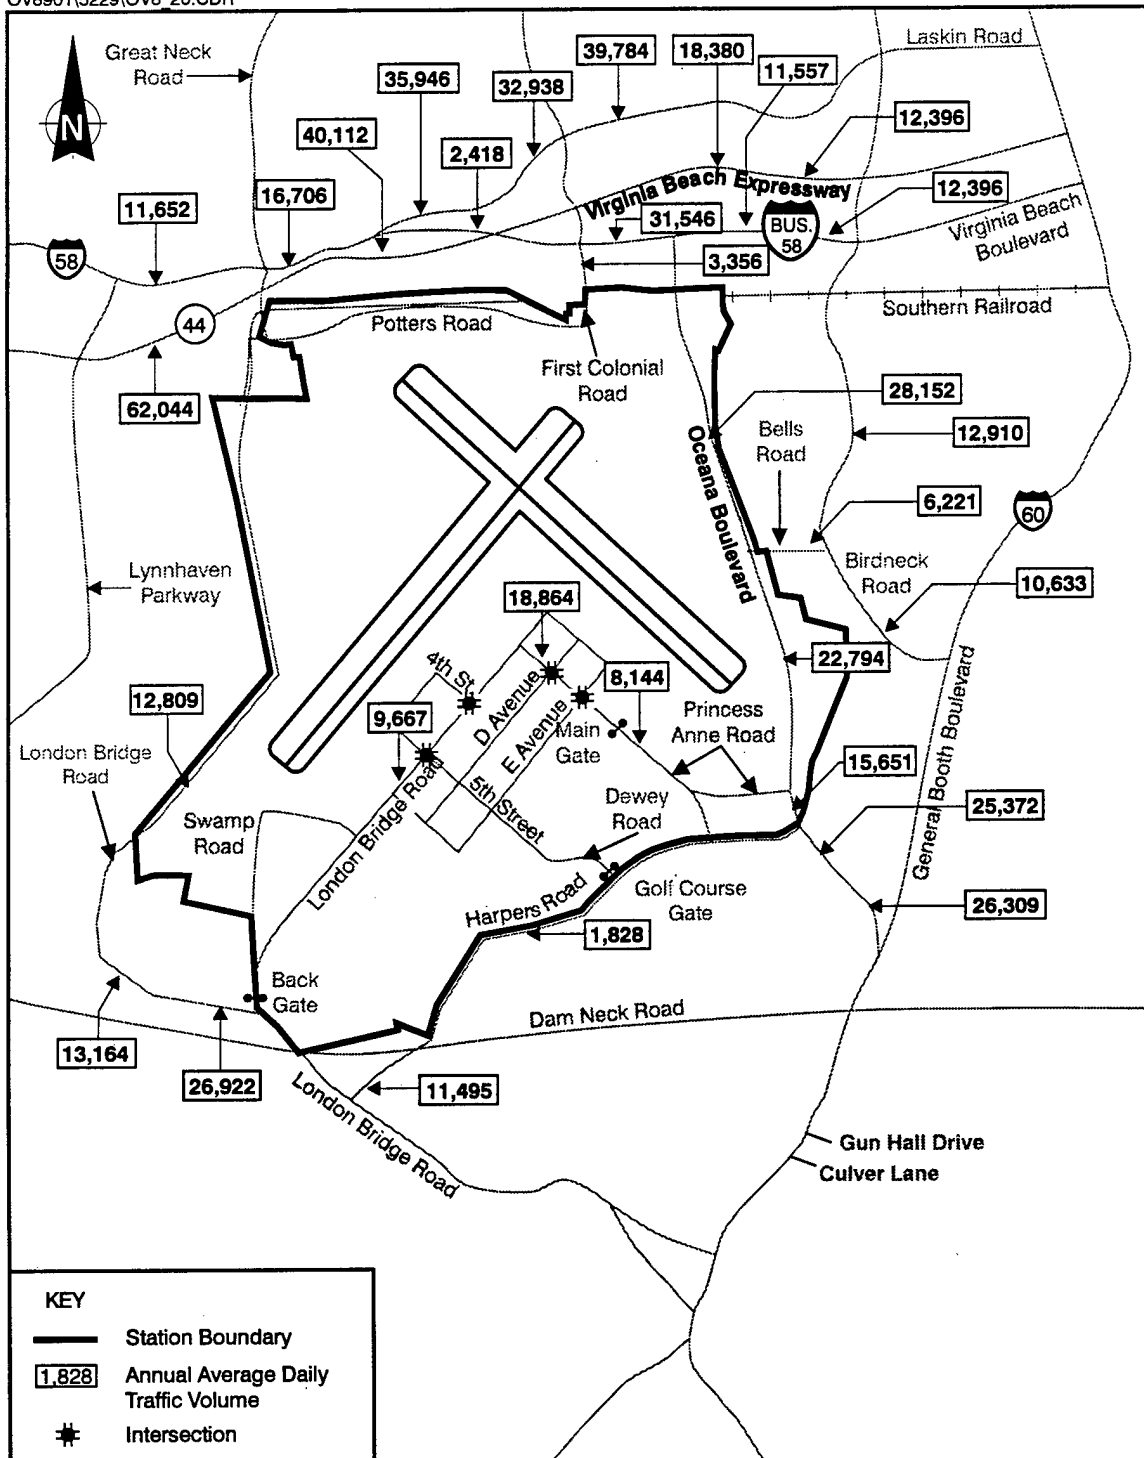 Great Neck
Road
Laskin Road
39,784
18,380
11,557
35,946
32,938
12,396
40,112
2,418
N
Virginia Beach Expressway
12,396
11,652
16,706
31,546
BUS.
58
Virginia Beach
Boulevard
58
3,356
44
Potters Road
Southern Railroad
First Colonial
Road
62,044
28,152
Bells
Road
12,910
Oceana Boulevard
6,221
60
Lynnhaven
Parkway
Birdneck
Road
10,633
18,864
4th St.
8,144
22,794
12,809
9,667
D Avenue
E Avenue
Main
Gate
Princess
Anne Road
General Booth Boulevard
London Bridge
Road
15,651
Swamp
Road
London Bridge Road
5th Street
Dewey
Road
25,372
Harpers Road
Golf Course
Gate
26,309
1,828
Back
Gate
Dam Neck Road
13,164
26,922
11,495
London Bridge Road
Gun Hall Drive
Culver Lane
KEY
Station Boundary
1,828
Annual Average Daily
Traffic Volume
Intersection